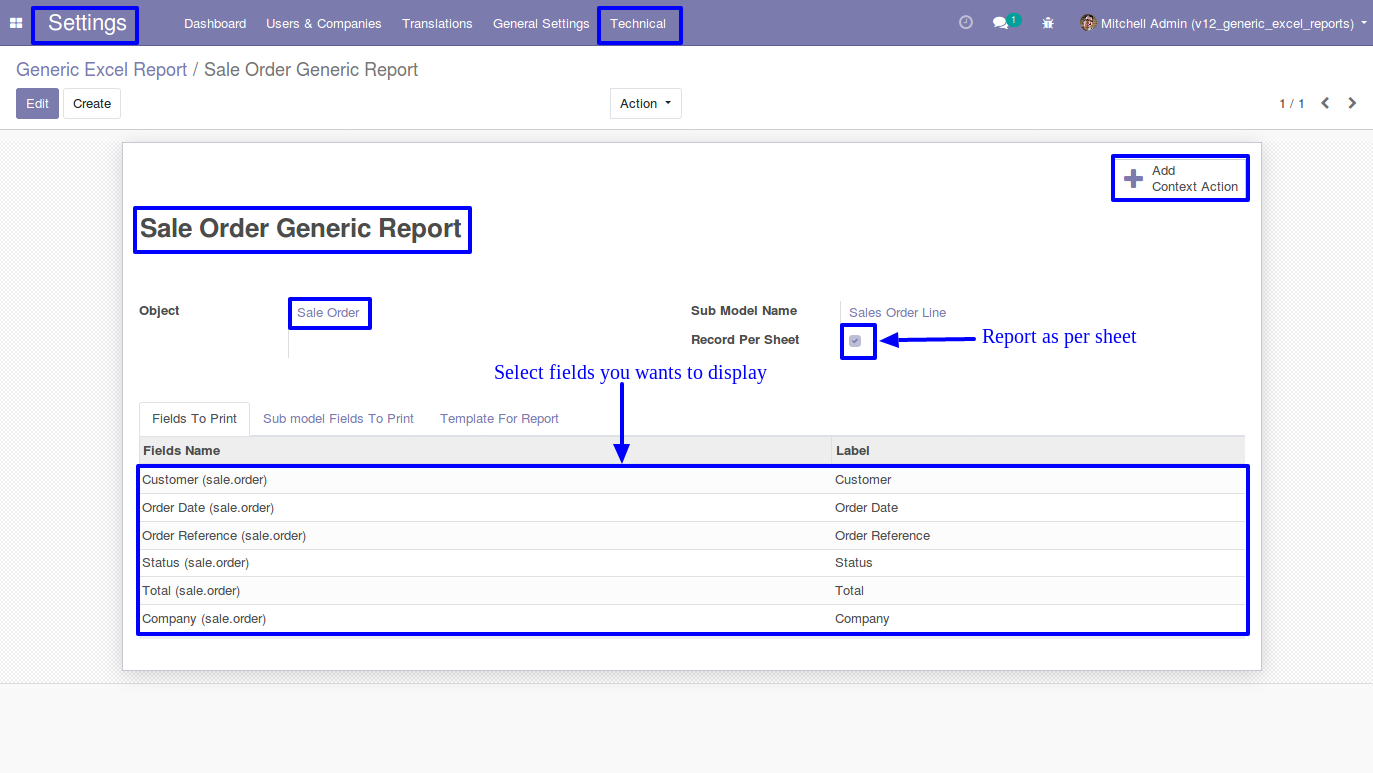 Settings Dashboard Users & Companies Translations General Settings Technical 1 Mitchell Admin (v12_generic_excel_reports)
Generic Excel Report / Sale Order Generic Report
Edit Create Action 1 / 1
Add
Context Action
Sale Order Generic Report
Object Sale Order Sub Model Name Sales Order Line
Record Per Sheet Report as per sheet
Select fields you wants to display
Fields To Print Sub model Fields To Print Template For Report
Fields Name Label
Customer (sale.order) Customer
Order Date (sale.order) Order Date
Order Reference (sale.order) Order Reference
Status (sale.order) Status
Total (sale.order) Total
Company (sale.order) Company